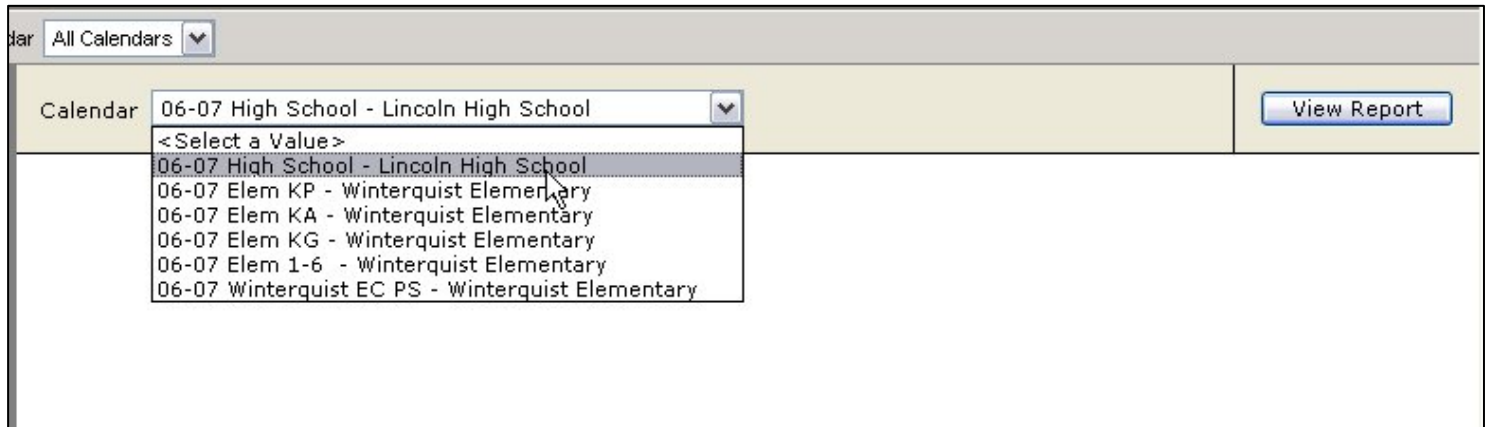 dar All Calendars
Calendar 06-07 High School - Lincoln High School View Report
<Select a Value>
06-07 High School - Lincoln High School
06-07 Elem KP - Winterquist Elementary
06-07 Elem KA - Winterquist Elementary
06-07 Elem KG - Winterquist Elementary
06-07 Elem 1-6 - Winterquist Elementary
06-07 Winterquist EC PS - Winterquist Elementary